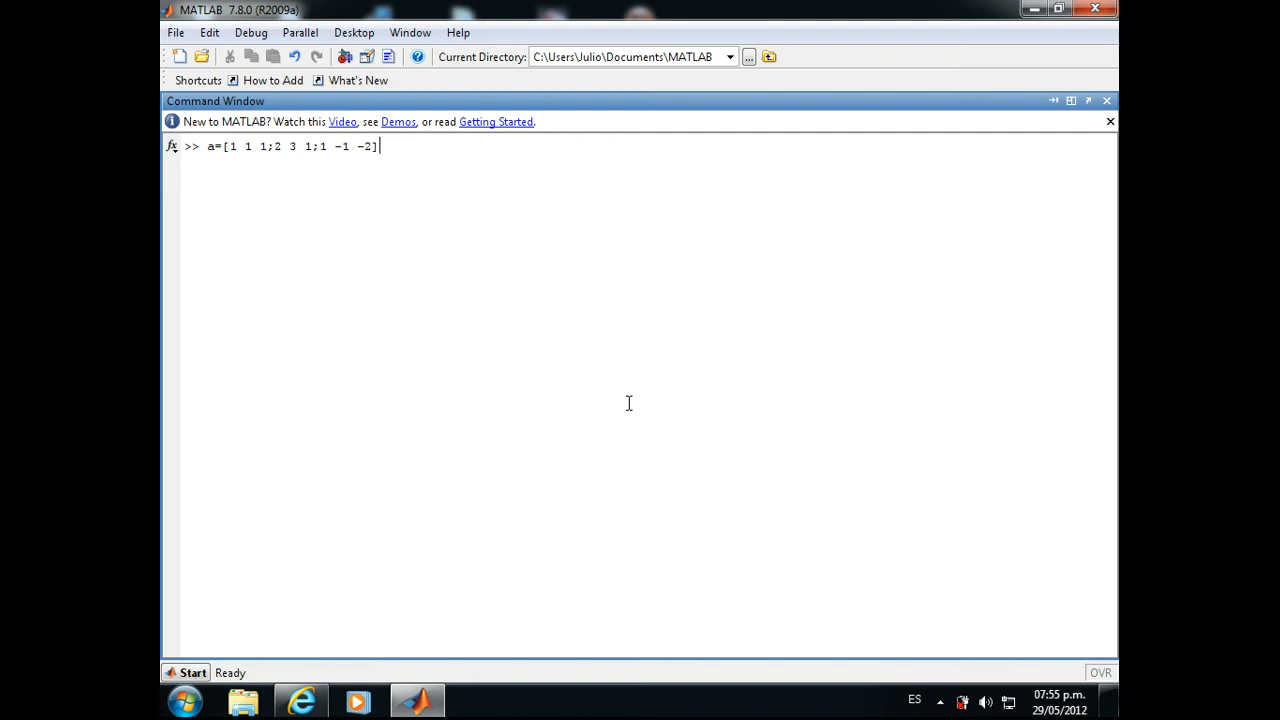 MATLAB 7.8.0 (R2009a)
File Edit Debug Parallel Desktop Window Help
Current Directory: C:\Users\Julio\Documents\MATLAB ...
Shortcuts How to Add What's New
Command Window
New to MATLAB? Watch this Video, see Demos, or read Getting Started.
fx >> a=[1 1 1;2 3 1;1 -1 -2]
Start Ready OVR
ES 07:55 p.m.
29/05/2012